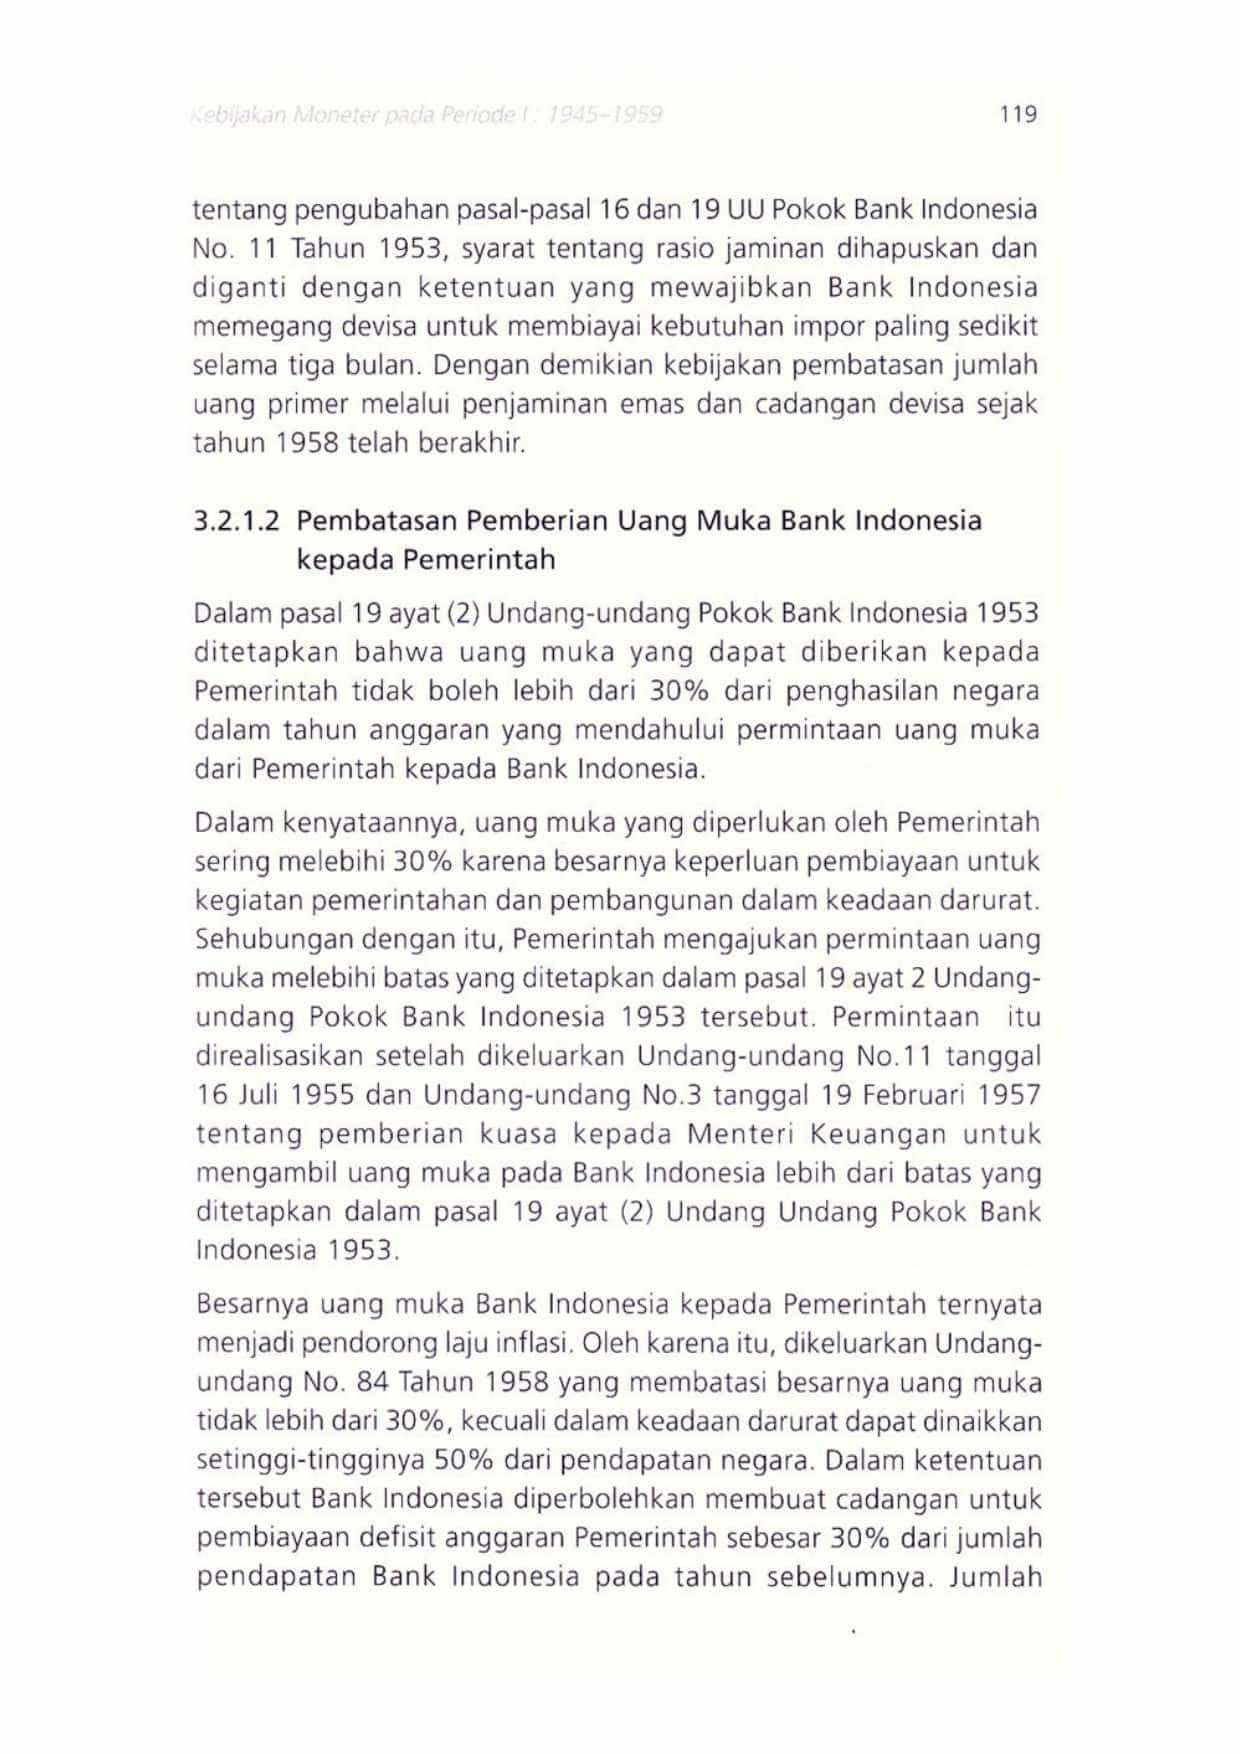 Kebijakan Moneter pada Periode I : 1945–1959 119
tentang pengubahan pasal-pasal 16 dan 19 UU Pokok Bank Indonesia
No. 11 Tahun 1953, syarat tentang rasio jaminan dihapuskan dan
diganti dengan ketentuan yang mewajibkan Bank Indonesia
memegang devisa untuk membiayai kebutuhan impor paling sedikit
selama tiga bulan. Dengan demikian kebijakan pembatasan jumlah
uang primer melalui penjaminan emas dan cadangan devisa sejak
tahun 1958 telah berakhir.
3.2.1.2 Pembatasan Pemberian Uang Muka Bank Indonesia
kepada Pemerintah
Dalam pasal 19 ayat (2) Undang-undang Pokok Bank Indonesia 1953
ditetapkan bahwa uang muka yang dapat diberikan kepada
Pemerintah tidak boleh lebih dari 30% dari penghasilan negara
dalam tahun anggaran yang mendahului permintaan uang muka
dari Pemerintah kepada Bank Indonesia.
Dalam kenyataannya, uang muka yang diperlukan oleh Pemerintah
sering melebihi 30% karena besarnya keperluan pembiayaan untuk
kegiatan pemerintahan dan pembangunan dalam keadaan darurat.
Sehubungan dengan itu, Pemerintah mengajukan permintaan uang
muka melebihi batas yang ditetapkan dalam pasal 19 ayat 2 Undang-
undang Pokok Bank Indonesia 1953 tersebut. Permintaan itu
direalisasikan setelah dikeluarkan Undang-undang No.11 tanggal
16 Juli 1955 dan Undang-undang No.3 tanggal 19 Februari 1957
tentang pemberian kuasa kepada Menteri Keuangan untuk
mengambil uang muka pada Bank Indonesia lebih dari batas yang
ditetapkan dalam pasal 19 ayat (2) Undang Undang Pokok Bank
Indonesia 1953.
Besarnya uang muka Bank Indonesia kepada Pemerintah ternyata
menjadi pendorong laju inflasi. Oleh karena itu, dikeluarkan Undang-
undang No. 84 Tahun 1958 yang membatasi besarnya uang muka
tidak lebih dari 30%, kecuali dalam keadaan darurat dapat dinaikkan
setinggi-tingginya 50% dari pendapatan negara. Dalam ketentuan
tersebut Bank Indonesia diperbolehkan membuat cadangan untuk
pembiayaan defisit anggaran Pemerintah sebesar 30% dari jumlah
pendapatan Bank Indonesia pada tahun sebelumnya. Jumlah